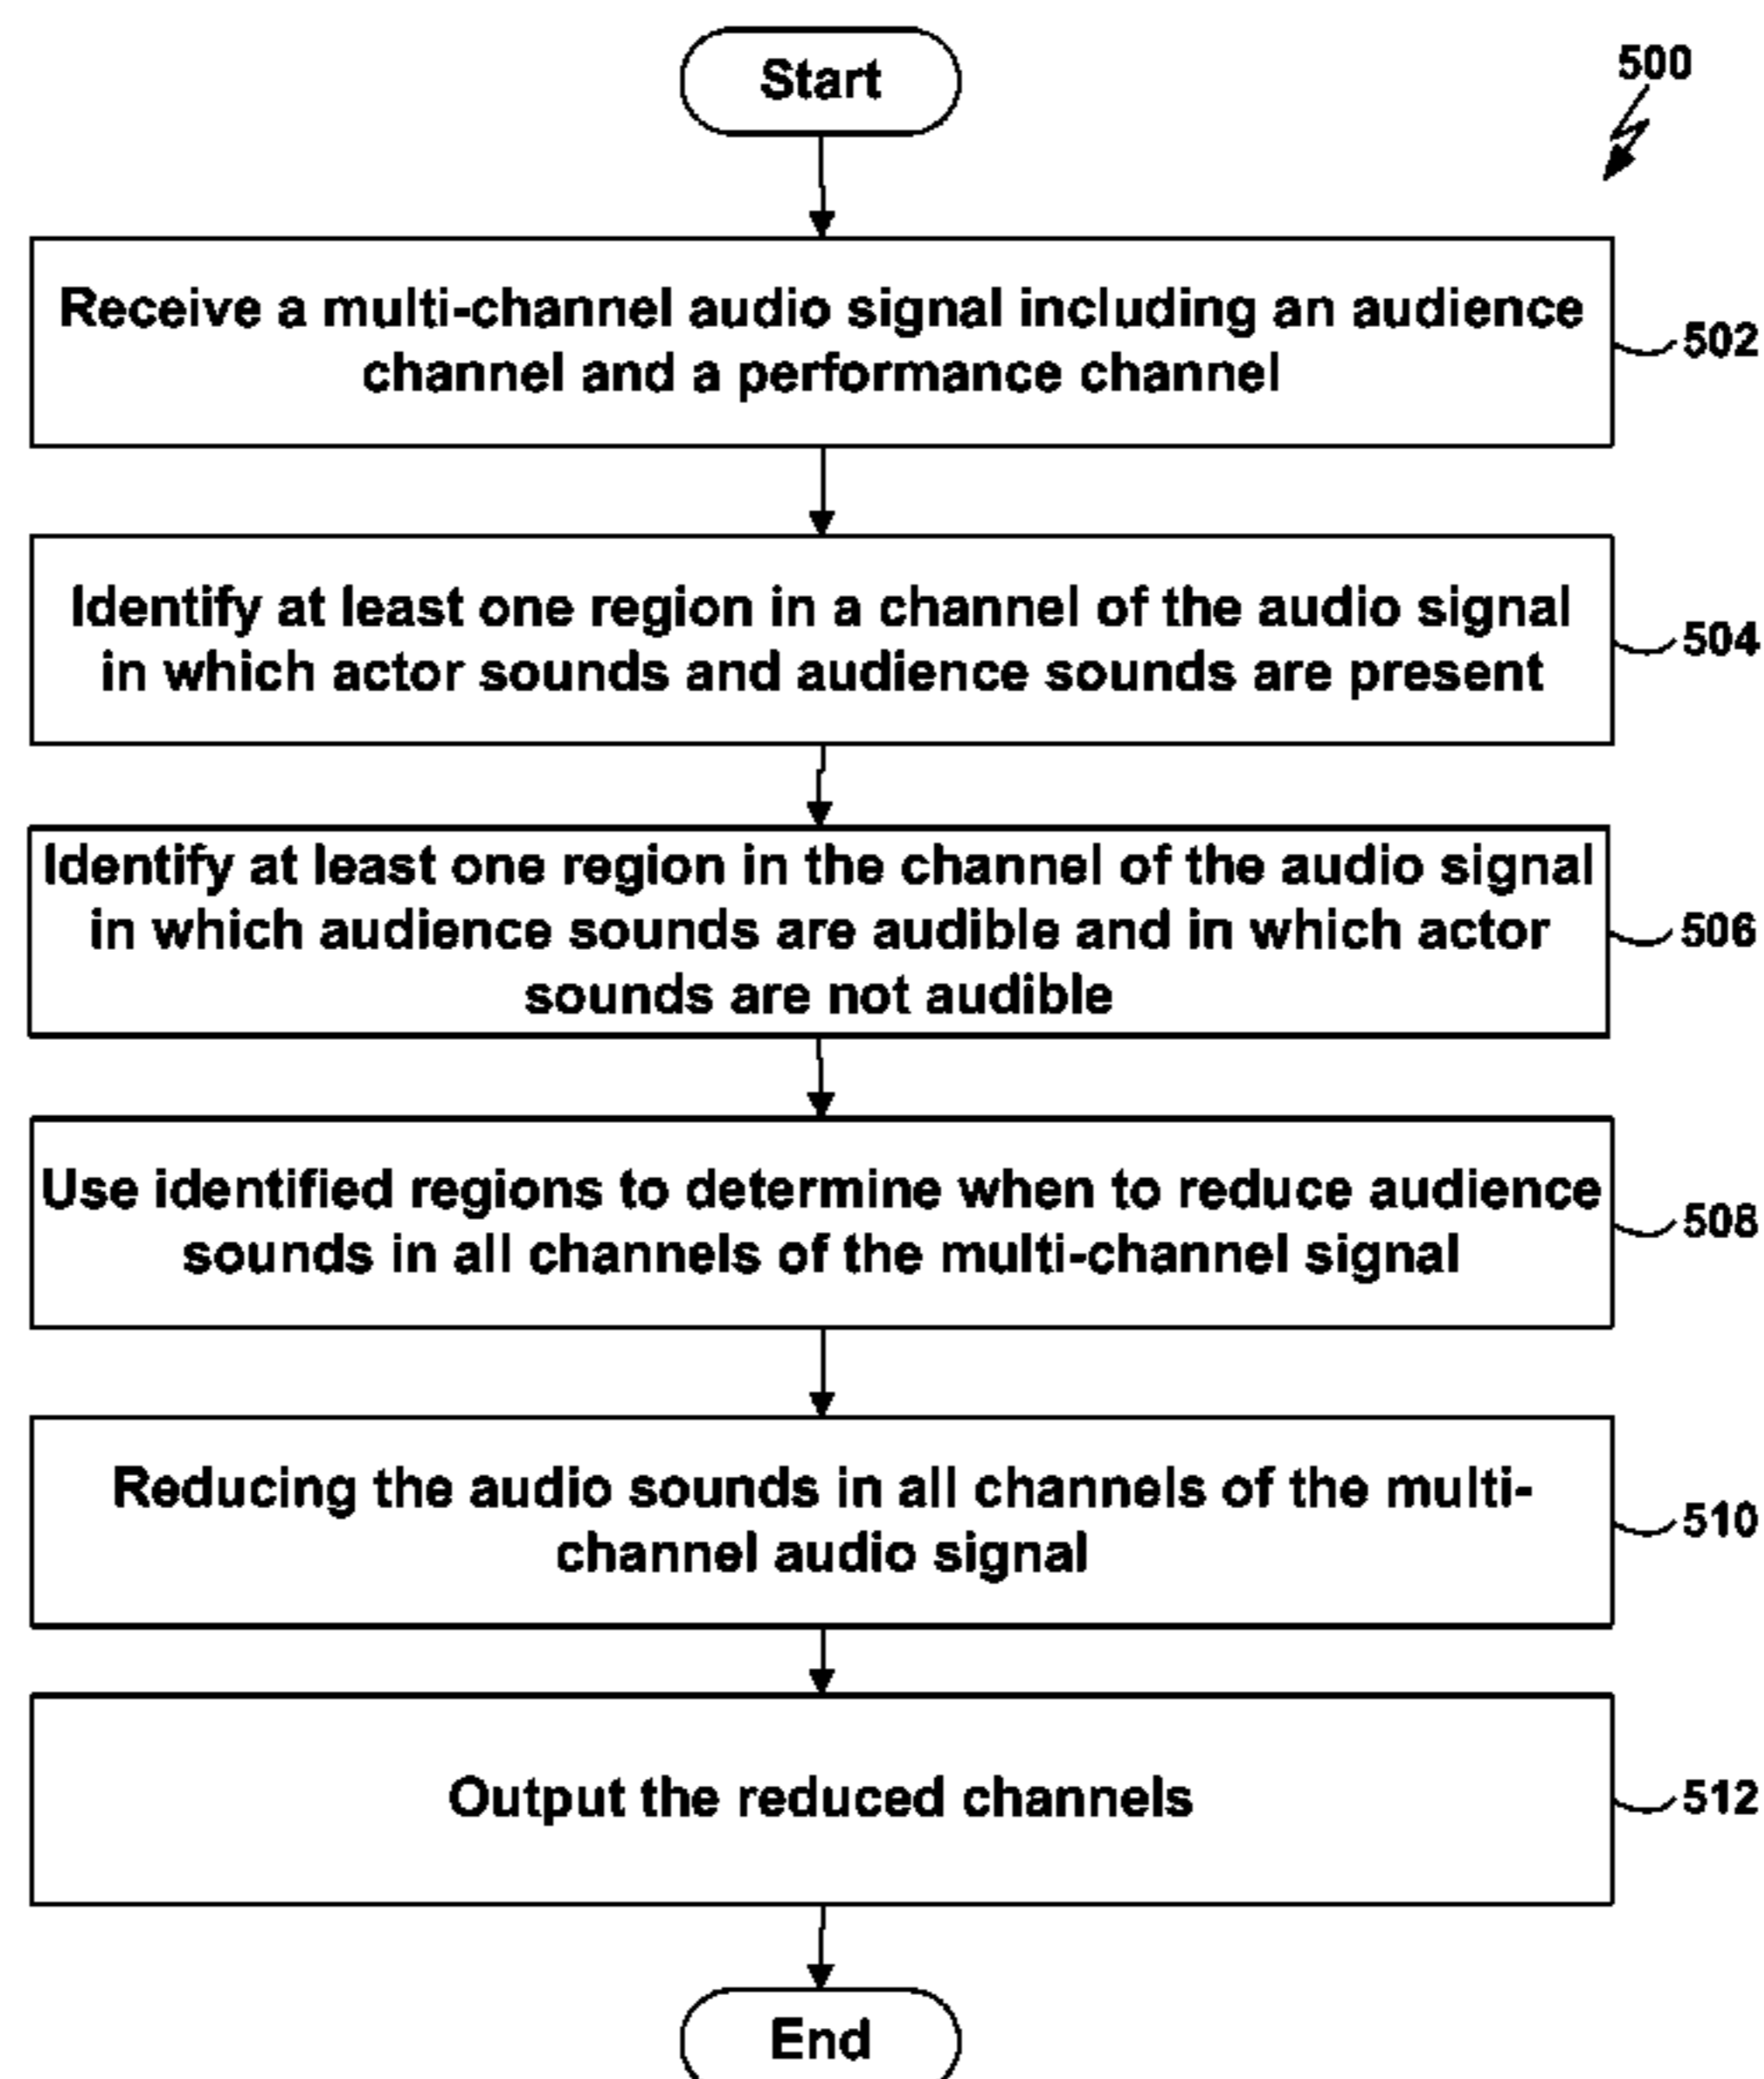 Start
500
Receive a multi-channel audio signal including an audience
channel and a performance channel
502
Identify at least one region in a channel of the audio signal
in which actor sounds and audience sounds are present
504
Identify at least one region in the channel of the audio signal
in which audience sounds are audible and in which actor
sounds are not audible
506
Use identified regions to determine when to reduce audience
sounds in all channels of the multi-channel signal
508
Reducing the audio sounds in all channels of the multi-
channel audio signal
510
Output the reduced channels
512
End